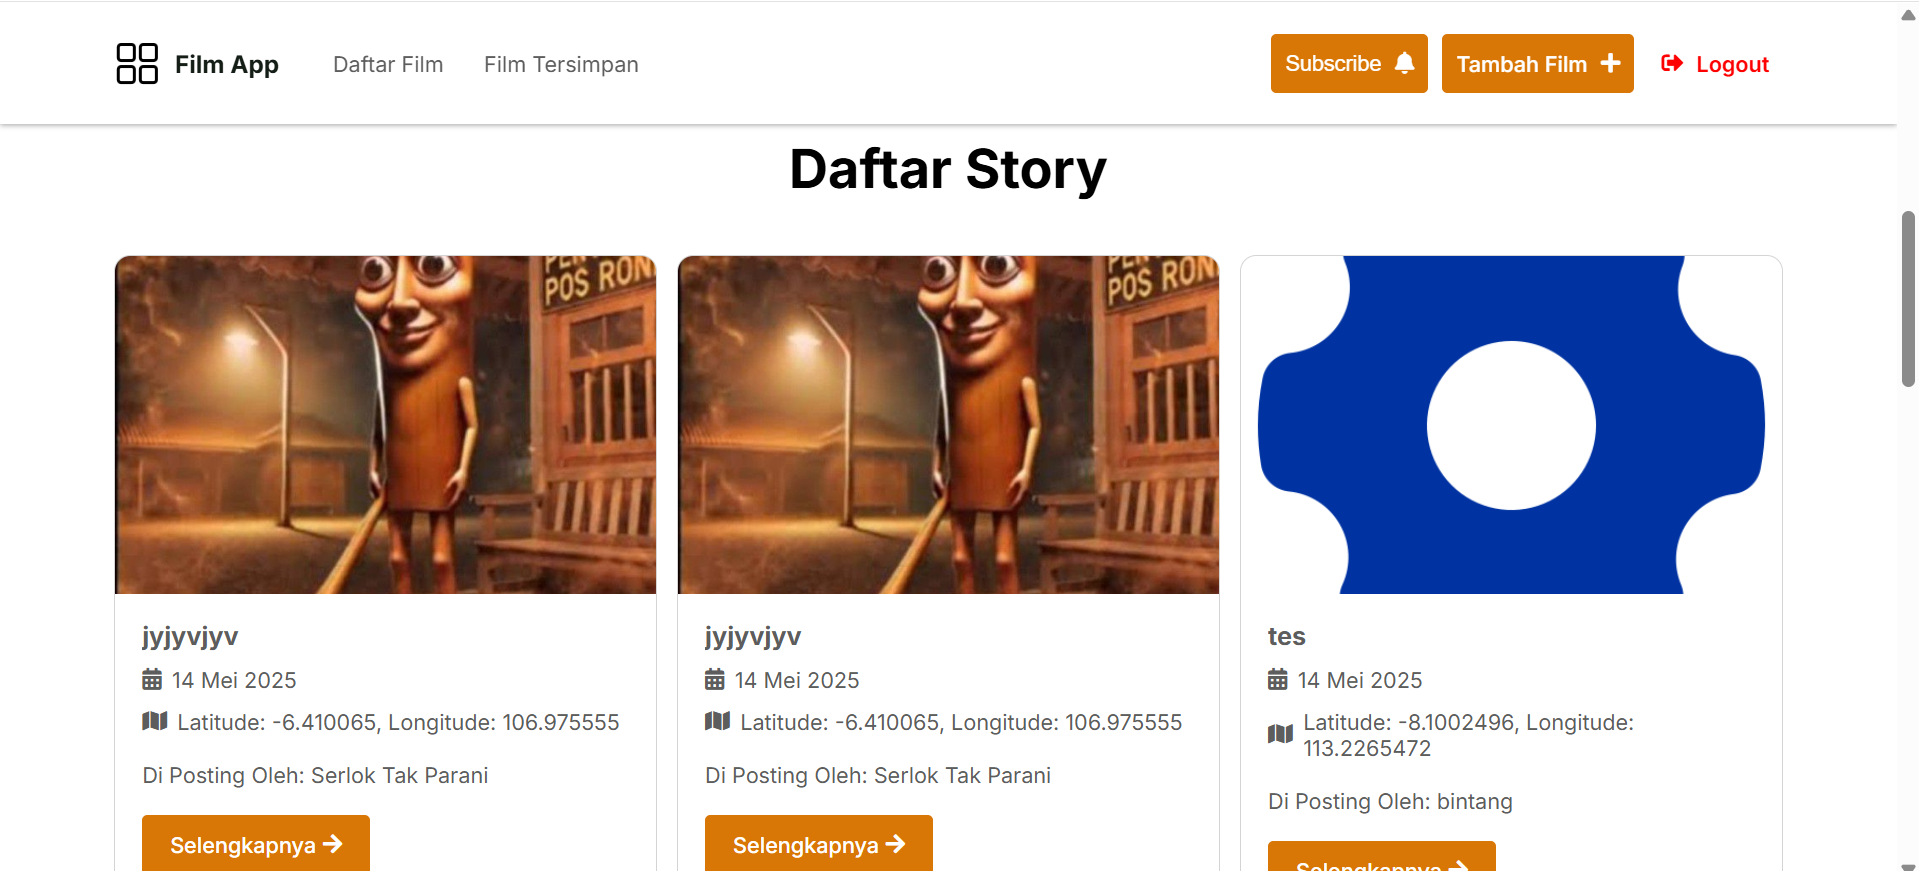 Film App
Daftar Film
Film Tersimpan
Subscribe
Tambah Film
Logout
Daftar Story
POS RON
jyjyvjyv
14 Mei 2025
Latitude: -6.410065, Longitude: 106.975555
Di Posting Oleh: Serlok Tak Parani
Selengkapnya
POS RON
jyjyvjyv
14 Mei 2025
Latitude: -6.410065, Longitude: 106.975555
Di Posting Oleh: Serlok Tak Parani
Selengkapnya
tes
14 Mei 2025
Latitude: -8.1002496, Longitude:
113.2265472
Di Posting Oleh: bintang
Selengkapnya